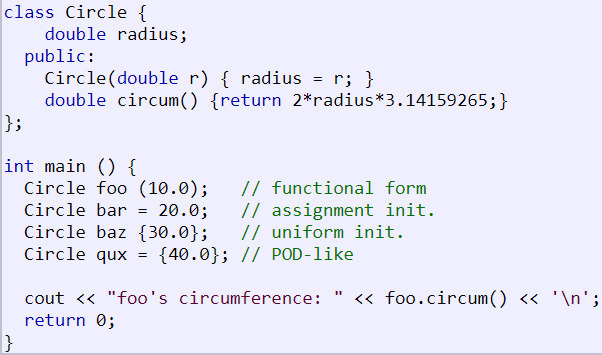 class Circle {
    double radius;
  public:
    Circle(double r) { radius = r; }
    double circum() {return 2*radius*3.14159265;}
};

int main () {
  Circle foo (10.0);   // functional form
  Circle bar = 20.0;   // assignment init.
  Circle baz {30.0};   // uniform init.
  Circle qux = {40.0}; // POD-like

  cout << "foo's circumference: " << foo.circum() << '\n';
  return 0;
}